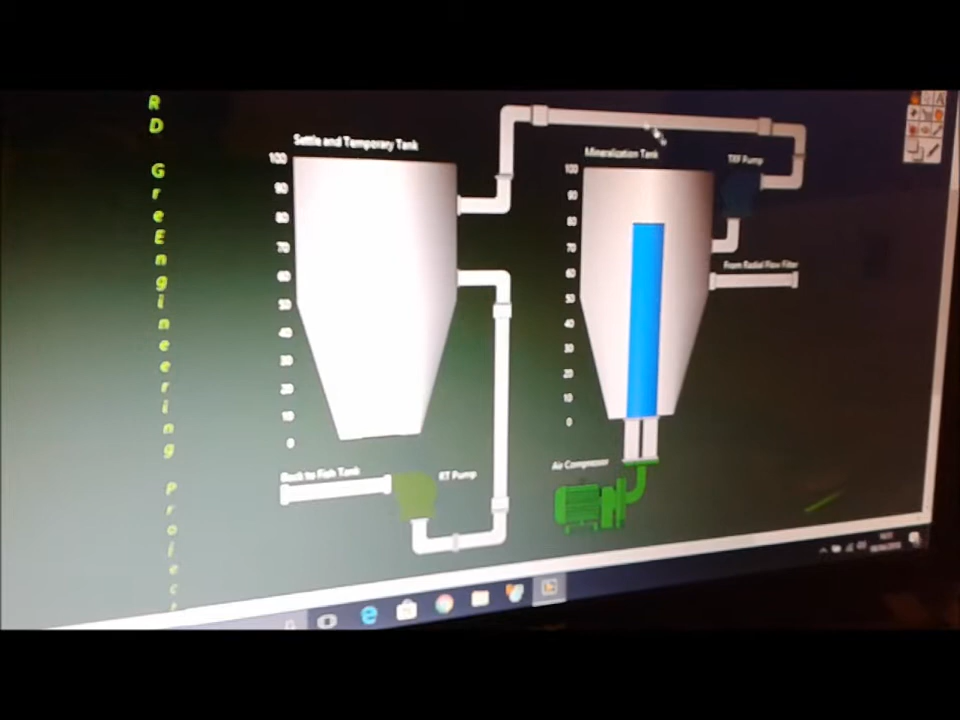 RD GreEngineering Project
Settle and Temporary Tank
100
90
80
70
60
50
40
30
20
10
0
Mineralization Tank
100
90
80
70
60
50
40
30
20
10
0
TRF Pump
From Radial Flow Filter
Back to Fish Tank
RT Pump
Air Compressor